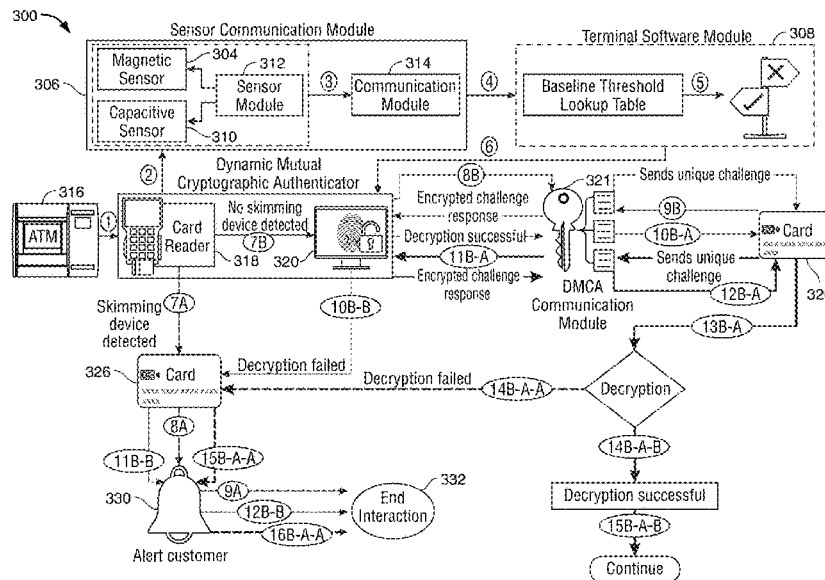 300
Sensor Communication Module
Terminal Software Module
308
304
Magnetic
Sensor
312
Sensor
Module
314
Communication
Module
306
Capacitive
Sensor
310
3
4
Baseline Threshold
Lookup Table
5
2
6
Dynamic Mutual
Cryptographic Authenticator
316
ATM
1
Card
Reader
318
No skimming
device detected
7B
320
8B
Encrypted challenge
response
Decryption successful
11B-A
Encrypted challenge
response
321
DMCA
Communication
Module
Sends unique challenge
9B
10B-A
Sends unique
challenge
12B-A
Card
7A
Skimming
device
detected
10B-B
13B-A
326
Card
Decryption failed
Decryption failed
14B-A-A
Decryption
8A
11B-B
15B-A-A
14B-A-B
330
9A
12B-B
16B-A-A
332
End
Interaction
Decryption successful
15B-A-B
Alert customer
Continue